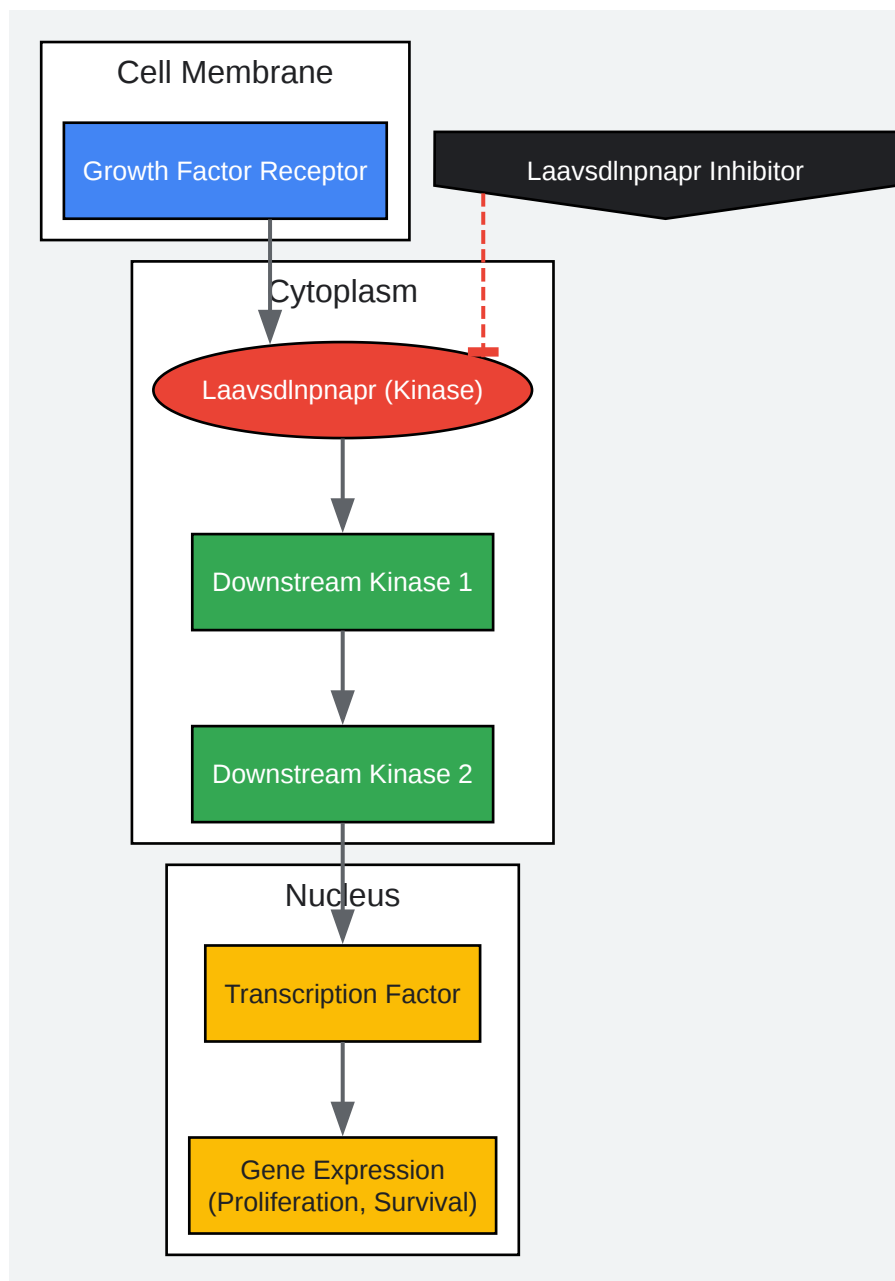 Cell Membrane
Growth Factor Receptor
Laavsdlnpnapr Inhibitor
Cytoplasm
Laavsdlnpnapr (Kinase)
Downstream Kinase 1
Downstream Kinase 2
Nucleus
Transcription Factor
Gene Expression
(Proliferation, Survival)